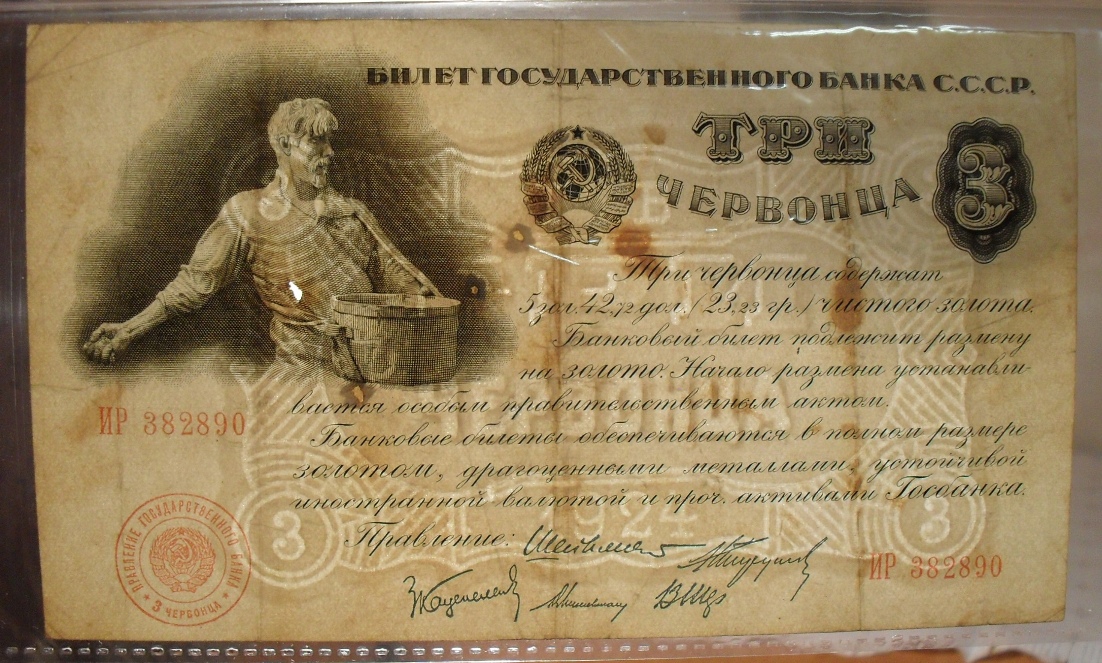 БИЛЕТ ГОСУДАРСТВЕННОГО БАНКА С.С.С.Р.
ТРИ
ЧЕРВОНЦА
3
Три червонца содержат
5 зол. 42,72 дол. (23,23 гр.) чистого золота.
Банковый билет подлежит размену
на золото. Начало размена устанавли-
вается особым правительственным актом.
Банковые билеты обеспечиваются в полном размере
золотом, драгоценными металлами, устойчивой
иностранной валютой и проч. активами Госбанка.
Правление:
ИР 382890
ИР 382890
ПРАВЛЕНИЕ ГОСУДАРСТВЕННОГО БАНКА
* 3 ЧЕРВОНЦА *
3
1924
3